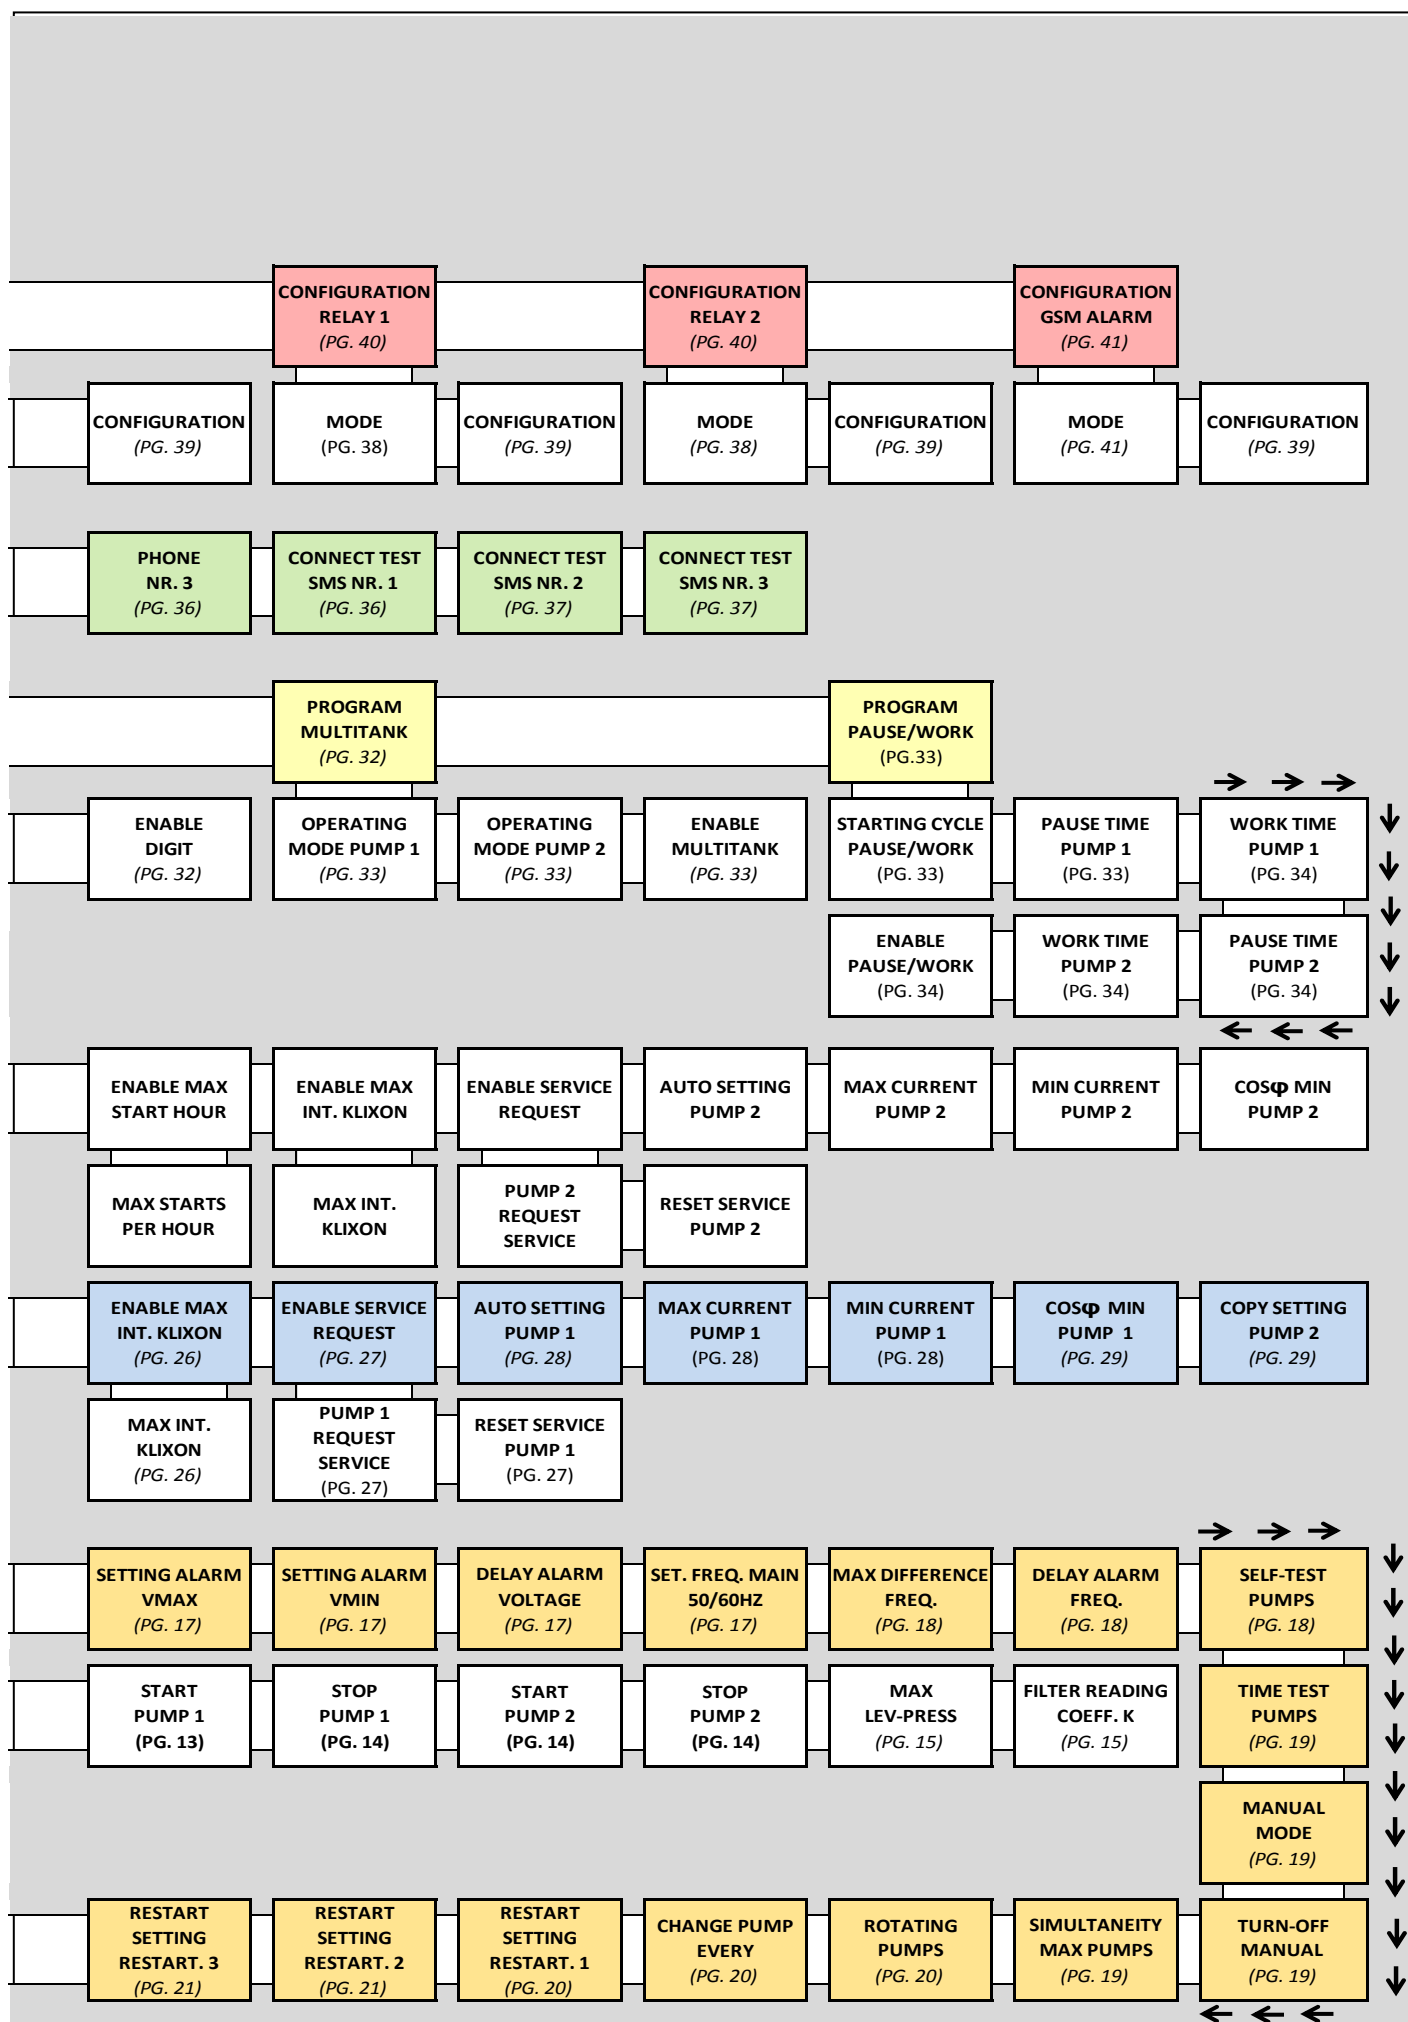 CONFIGURATION
RELAY 1
(PG. 40)
CONFIGURATION
RELAY 2
(PG. 40)
CONFIGURATION
GSM ALARM
(PG. 41)
CONFIGURATION
(PG. 39)
MODE
(PG. 38)
CONFIGURATION
(PG. 39)
MODE
(PG. 38)
CONFIGURATION
(PG. 39)
MODE
(PG. 41)
CONFIGURATION
(PG. 39)
PHONE
NR. 3
(PG. 36)
CONNECT TEST
SMS NR. 1
(PG. 36)
CONNECT TEST
SMS NR. 2
(PG. 37)
CONNECT TEST
SMS NR. 3
(PG. 37)
PROGRAM
MULTITANK
(PG. 32)
PROGRAM
PAUSE/WORK
(PG.33)
ENABLE
DIGIT
(PG. 32)
OPERATING
MODE PUMP 1
(PG. 33)
OPERATING
MODE PUMP 2
(PG. 33)
ENABLE
MULTITANK
(PG. 33)
STARTING CYCLE
PAUSE/WORK
(PG. 33)
PAUSE TIME
PUMP 1
(PG. 33)
WORK TIME
PUMP 1
(PG. 34)
ENABLE
PAUSE/WORK
(PG. 34)
WORK TIME
PUMP 2
(PG. 34)
PAUSE TIME
PUMP 2
(PG. 34)
ENABLE MAX
START HOUR
ENABLE MAX
INT. KLIXON
ENABLE SERVICE
REQUEST
AUTO SETTING
PUMP 2
MAX CURRENT
PUMP 2
MIN CURRENT
PUMP 2
COSφ MIN
PUMP 2
MAX STARTS
PER HOUR
MAX INT.
KLIXON
PUMP 2
REQUEST
SERVICE
RESET SERVICE
PUMP 2
ENABLE MAX
INT. KLIXON
(PG. 26)
ENABLE SERVICE
REQUEST
(PG. 27)
AUTO SETTING
PUMP 1
(PG. 28)
MAX CURRENT
PUMP 1
(PG. 28)
MIN CURRENT
PUMP 1
(PG. 28)
COSφ MIN
PUMP 1
(PG. 29)
COPY SETTING
PUMP 2
(PG. 29)
MAX INT.
KLIXON
(PG. 26)
PUMP 1
REQUEST
SERVICE
(PG. 27)
RESET SERVICE
PUMP 1
(PG. 27)
SETTING ALARM
VMAX
(PG. 17)
SETTING ALARM
VMIN
(PG. 17)
DELAY ALARM
VOLTAGE
(PG. 17)
SET. FREQ. MAIN
50/60HZ
(PG. 17)
MAX DIFFERENCE
FREQ.
(PG. 18)
DELAY ALARM
FREQ.
(PG. 18)
SELF-TEST
PUMPS
(PG. 18)
START
PUMP 1
(PG. 13)
STOP
PUMP 1
(PG. 14)
START
PUMP 2
(PG. 14)
STOP
PUMP 2
(PG. 14)
MAX
LEV-PRESS
(PG. 15)
FILTER READING
COEFF. K
(PG. 15)
TIME TEST
PUMPS
(PG. 19)
MANUAL
MODE
(PG. 19)
RESTART
SETTING
RESTART. 3
(PG. 21)
RESTART
SETTING
RESTART. 2
(PG. 21)
RESTART
SETTING
RESTART. 1
(PG. 20)
CHANGE PUMP
EVERY
(PG. 20)
ROTATING
PUMPS
(PG. 20)
SIMULTANEITY
MAX PUMPS
(PG. 19)
TURN-OFF
MANUAL
(PG. 19)